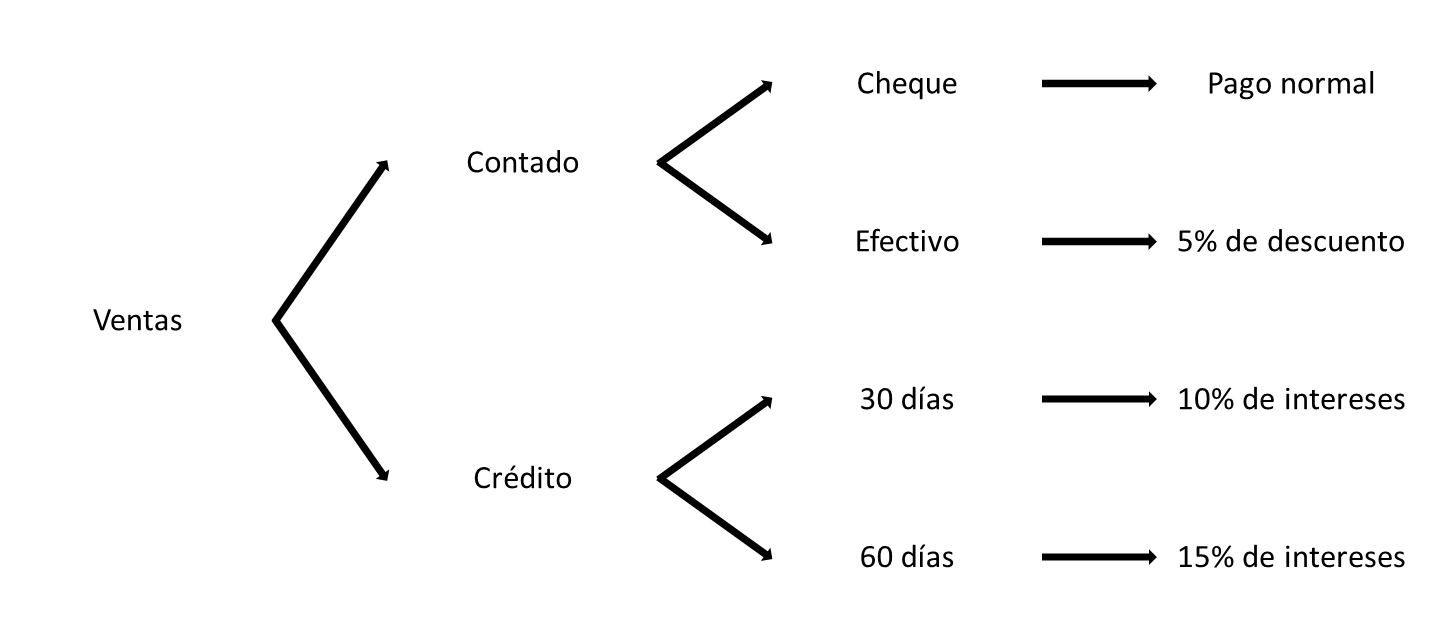 Cheque
Pago normal
Contado
Efectivo
5% de descuento
Ventas
30 días
10% de intereses
Crédito
60 días
15% de intereses